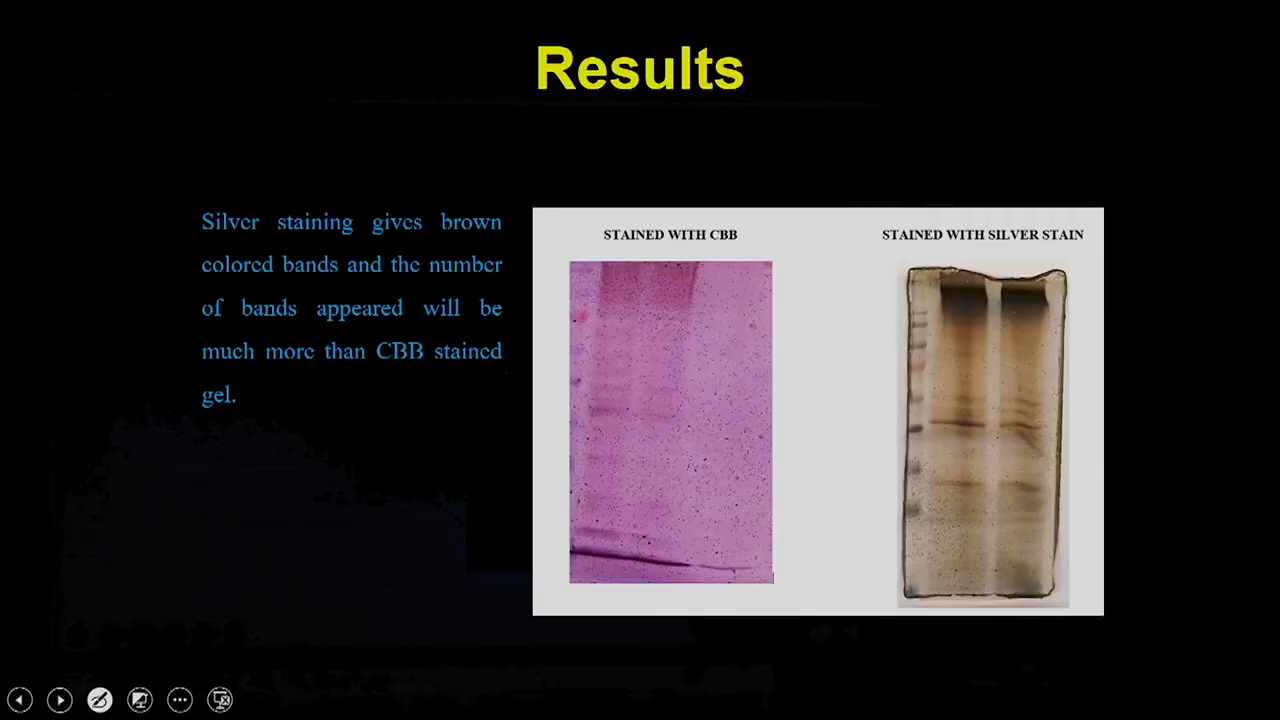 Results
Silver staining gives brown
colored bands and the number
of bands appeared will be
much more than CBB stained
gel.
STAINED WITH CBB
STAINED WITH SILVER STAIN